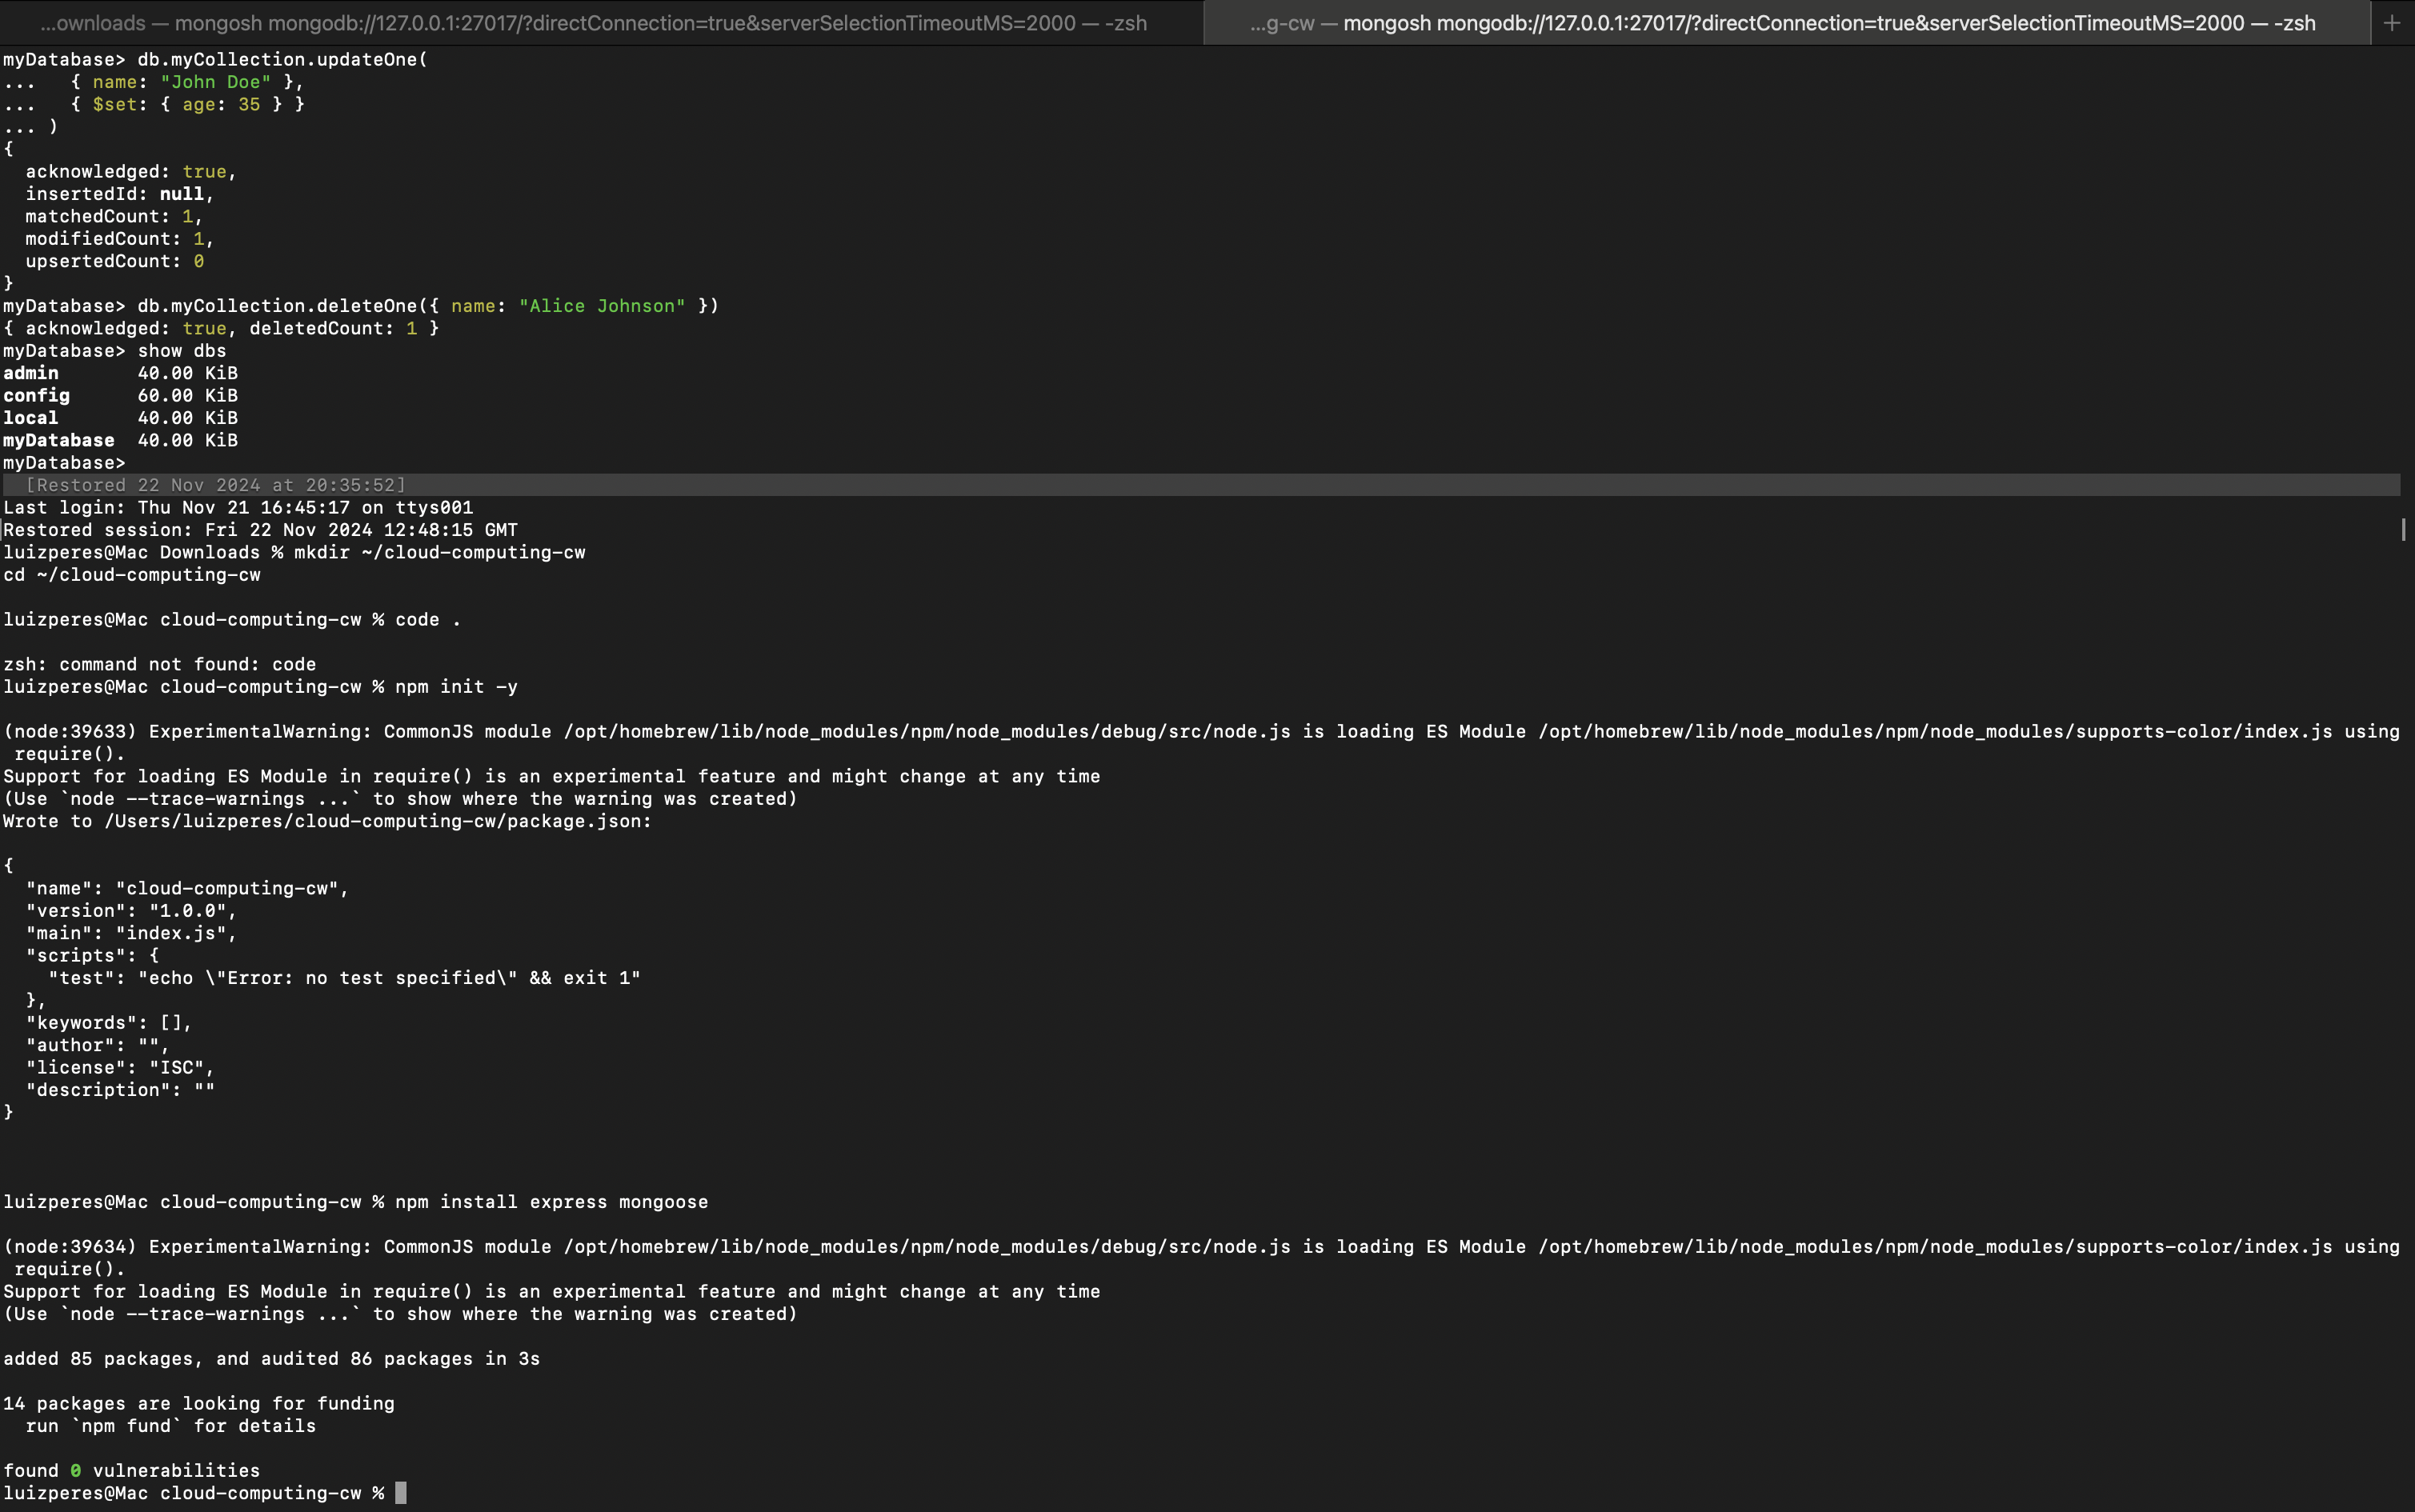 ...ownloads — mongosh mongodb://127.0.0.1:27017/?directConnection=true&serverSelectionTimeoutMS=2000 — -zsh
...g-cw — mongosh mongodb://127.0.0.1:27017/?directConnection=true&serverSelectionTimeoutMS=2000 — -zsh
+
myDatabase> db.myCollection.updateOne(
...   { name: "John Doe" },
...   { $set: { age: 35 } }
... )
{
  acknowledged: true,
  insertedId: null,
  matchedCount: 1,
  modifiedCount: 1,
  upsertedCount: 0
}
myDatabase> db.myCollection.deleteOne({ name: "Alice Johnson" })
{ acknowledged: true, deletedCount: 1 }
myDatabase> show dbs
admin       40.00 KiB
config      60.00 KiB
local       40.00 KiB
myDatabase  40.00 KiB
myDatabase>
  [Restored 22 Nov 2024 at 20:35:52]
Last login: Thu Nov 21 16:45:17 on ttys001
Restored session: Fri 22 Nov 2024 12:48:15 GMT
luizperes@Mac Downloads % mkdir ~/cloud-computing-cw
cd ~/cloud-computing-cw
luizperes@Mac cloud-computing-cw % code .
zsh: command not found: code
luizperes@Mac cloud-computing-cw % npm init -y
(node:39633) ExperimentalWarning: CommonJS module /opt/homebrew/lib/node_modules/npm/node_modules/debug/src/node.js is loading ES Module /opt/homebrew/lib/node_modules/npm/node_modules/supports-color/index.js using
 require().
Support for loading ES Module in require() is an experimental feature and might change at any time
(Use `node --trace-warnings ...` to show where the warning was created)
Wrote to /Users/luizperes/cloud-computing-cw/package.json:
{
  "name": "cloud-computing-cw",
  "version": "1.0.0",
  "main": "index.js",
  "scripts": {
    "test": "echo \"Error: no test specified\" && exit 1"
  },
  "keywords": [],
  "author": "",
  "license": "ISC",
  "description": ""
}
luizperes@Mac cloud-computing-cw % npm install express mongoose
(node:39634) ExperimentalWarning: CommonJS module /opt/homebrew/lib/node_modules/npm/node_modules/debug/src/node.js is loading ES Module /opt/homebrew/lib/node_modules/npm/node_modules/supports-color/index.js using
 require().
Support for loading ES Module in require() is an experimental feature and might change at any time
(Use `node --trace-warnings ...` to show where the warning was created)
added 85 packages, and audited 86 packages in 3s
14 packages are looking for funding
  run `npm fund` for details
found 0 vulnerabilities
luizperes@Mac cloud-computing-cw %